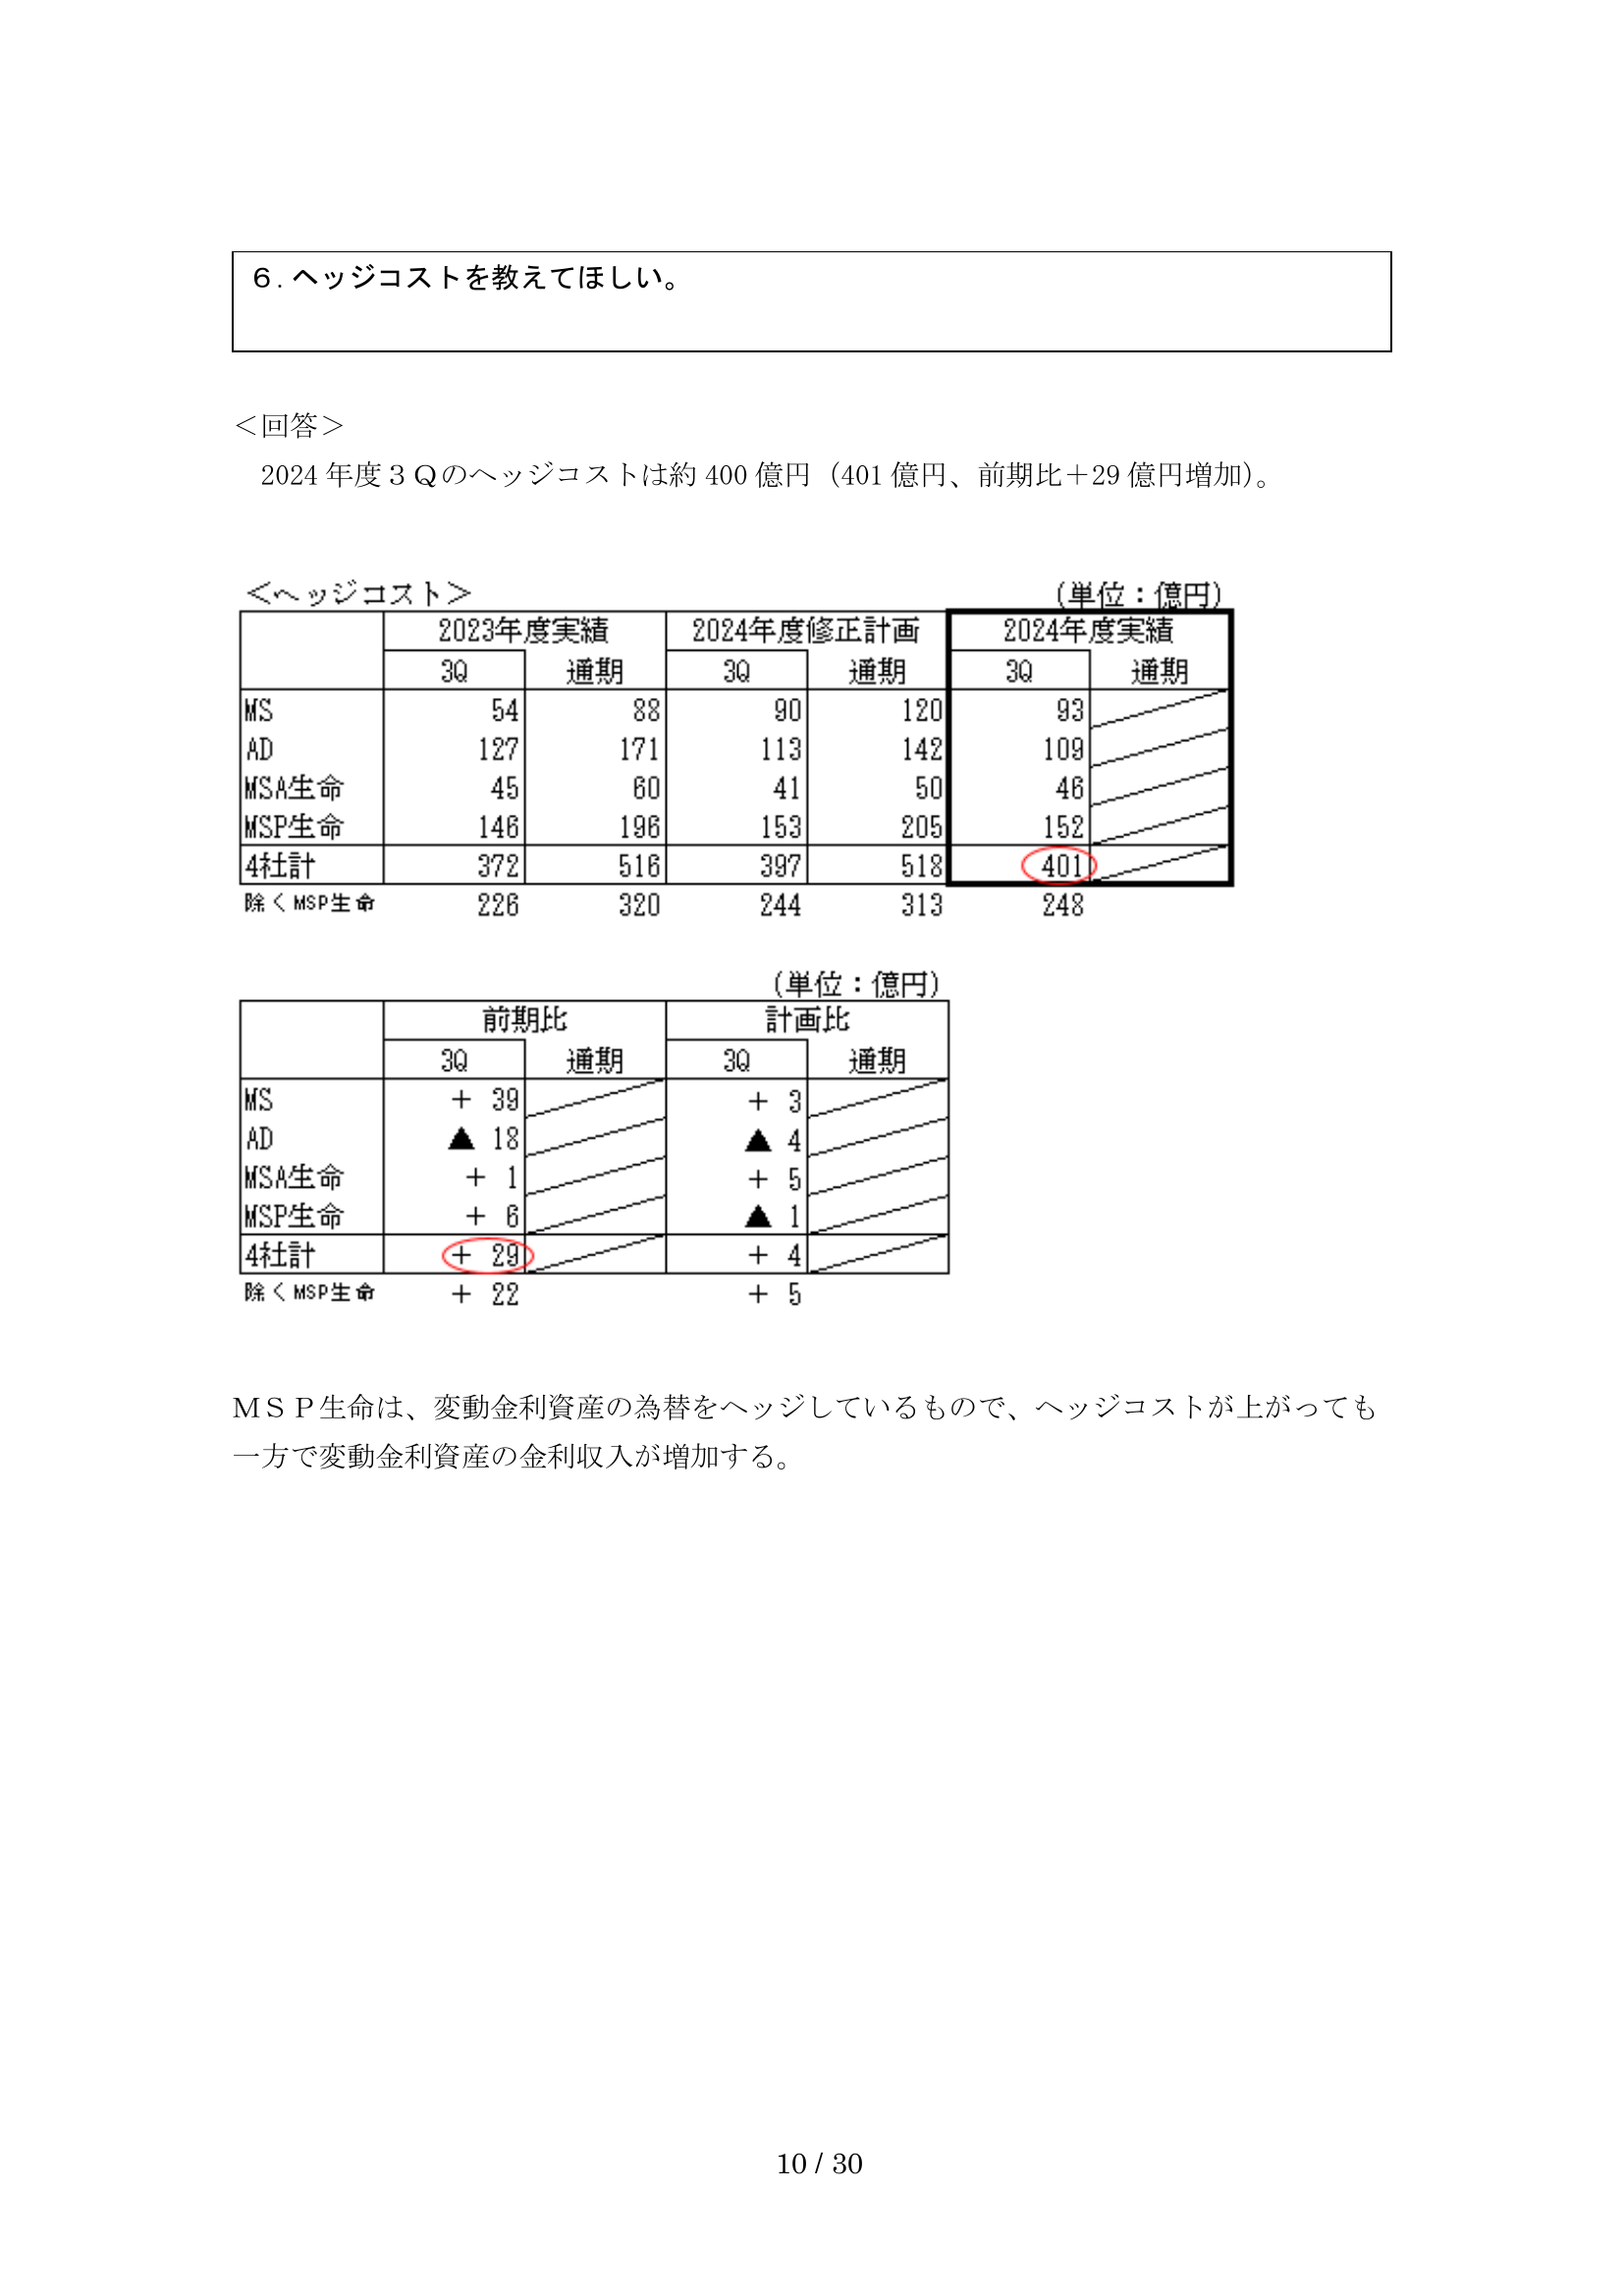 ６．ヘッジコストを教えてほしい。
＜回答＞
2024 年度３Ｑのヘッジコストは約 400 億円（401 億円、前期比＋29 億円増加）。
＜ヘッジコスト＞ （単位：億円）
2023年度実績 2024年度修正計画 2024年度実績
3Q 通期 3Q 通期 3Q 通期
MS 54 88 90 120 93
AD 127 171 113 142 109
MSA生命 45 60 41 50 46
MSP生命 146 196 153 205 152
4社計 372 516 397 518 401
除くMSP生命 226 320 244 313 248
（単位：億円）
前期比 計画比
3Q 通期 3Q 通期
MS ＋ 39 ＋ 3
AD ▲ 18 ▲ 4
MSA生命 ＋ 1 ＋ 5
MSP生命 ＋ 6 ▲ 1
4社計 ＋ 29 ＋ 4
除くMSP生命 ＋ 22 ＋ 5
ＭＳＰ生命は、変動金利資産の為替をヘッジしているもので、ヘッジコストが上がっても
一方で変動金利資産の金利収入が増加する。
10 / 30